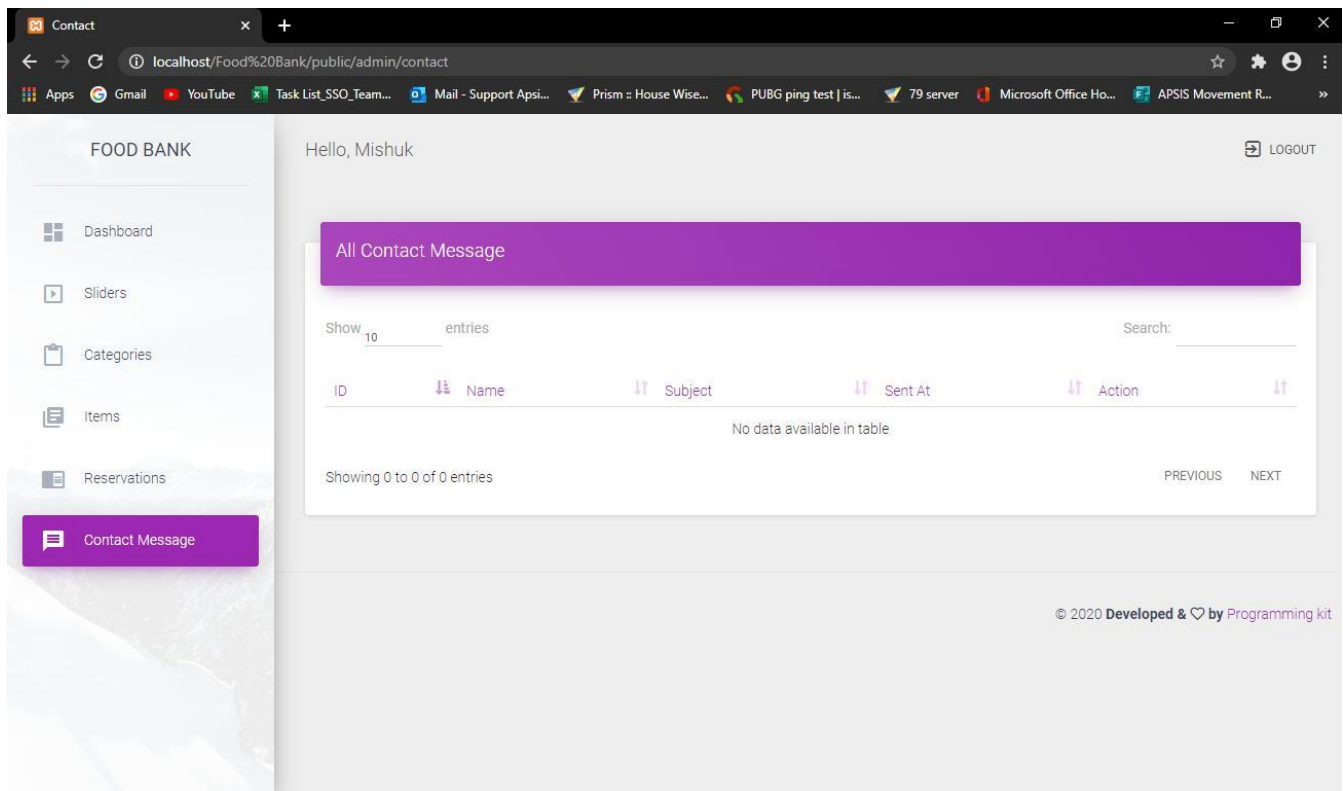 Contact
localhost/Food%20Bank/public/admin/contact
Apps Gmail YouTube Task List_SSO_Team... Mail - Support Apsi... Prism :: House Wise... PUBG ping test | is... 79 server Microsoft Office Ho... APSIS Movement R... »
FOOD BANK
Hello, Mishuk
LOGOUT
Dashboard
Sliders
Categories
Items
Reservations
Contact Message
All Contact Message
Show 10 entries
Search:
ID Name Subject Sent At Action
No data available in table
Showing 0 to 0 of 0 entries
PREVIOUS NEXT
© 2020 Developed & ♡ by Programming kit